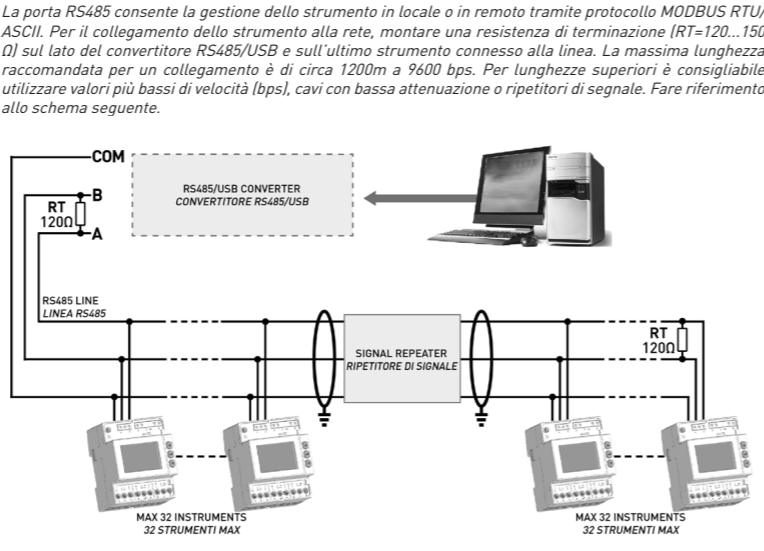 La porta RS485 consente la gestione dello strumento in locale o in remoto tramite protocollo MODBUS RTU/
ASCII. Per il collegamento dello strumento alla rete, montare una resistenza di terminazione (RT=120...150
Ω) sul lato del convertitore RS485/USB e sull'ultimo strumento connesso alla linea. La massima lunghezza
raccomandata per un collegamento è di circa 1200m a 9600 bps. Per lunghezze superiori è consigliabile
utilizzare valori più bassi di velocità (bps), cavi con bassa attenuazione o ripetitori di segnale. Fare riferimento
allo schema seguente.
COM
RS485/USB CONVERTER
CONVERTITORE RS485/USB
B
RT
120Ω
A
RS485 LINE
LINEA RS485
SIGNAL REPEATER
RIPETITORE DI SIGNALE
RT
120Ω
MAX 32 INSTRUMENTS
32 STRUMENTI MAX
MAX 32 INSTRUMENTS
32 STRUMENTI MAX